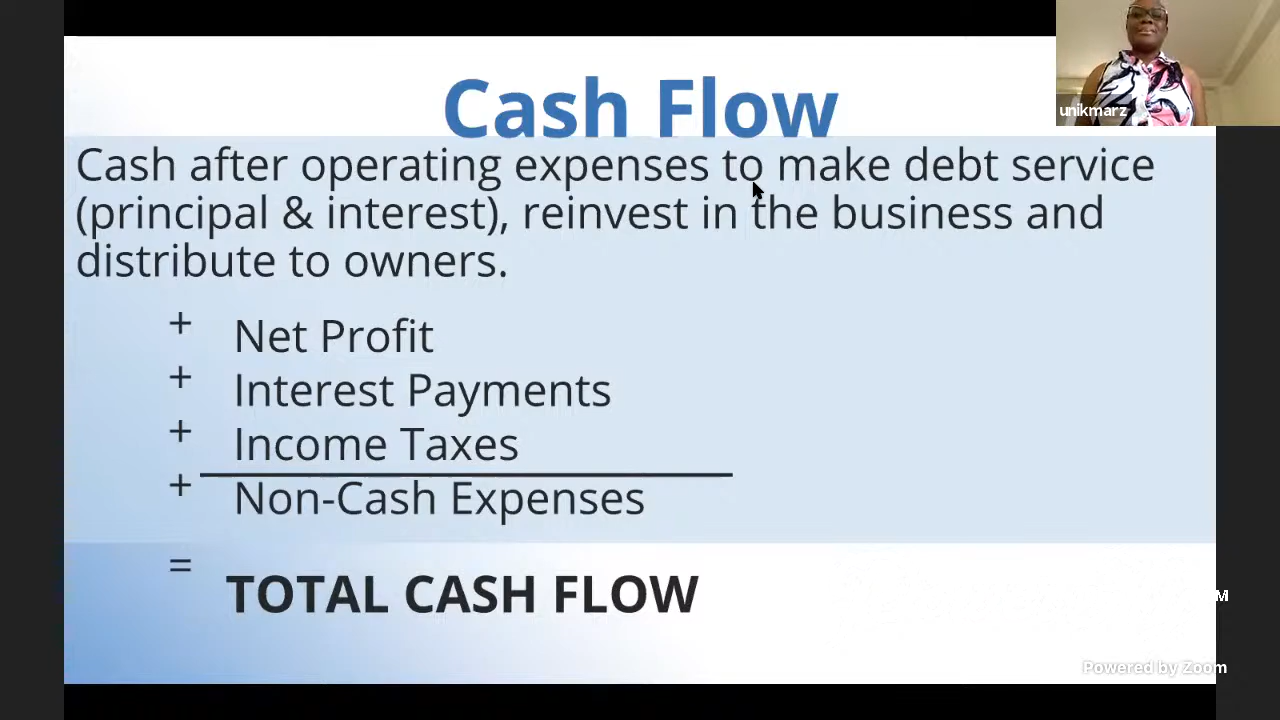 Cash Flow
unikmarz
Cash after operating expenses to make debt service
(principal & interest), reinvest in the business and
distribute to owners.
+ Net Profit
+ Interest Payments
+ Income Taxes
+ Non-Cash Expenses
= TOTAL CASH FLOW
M
Powered by Zoom